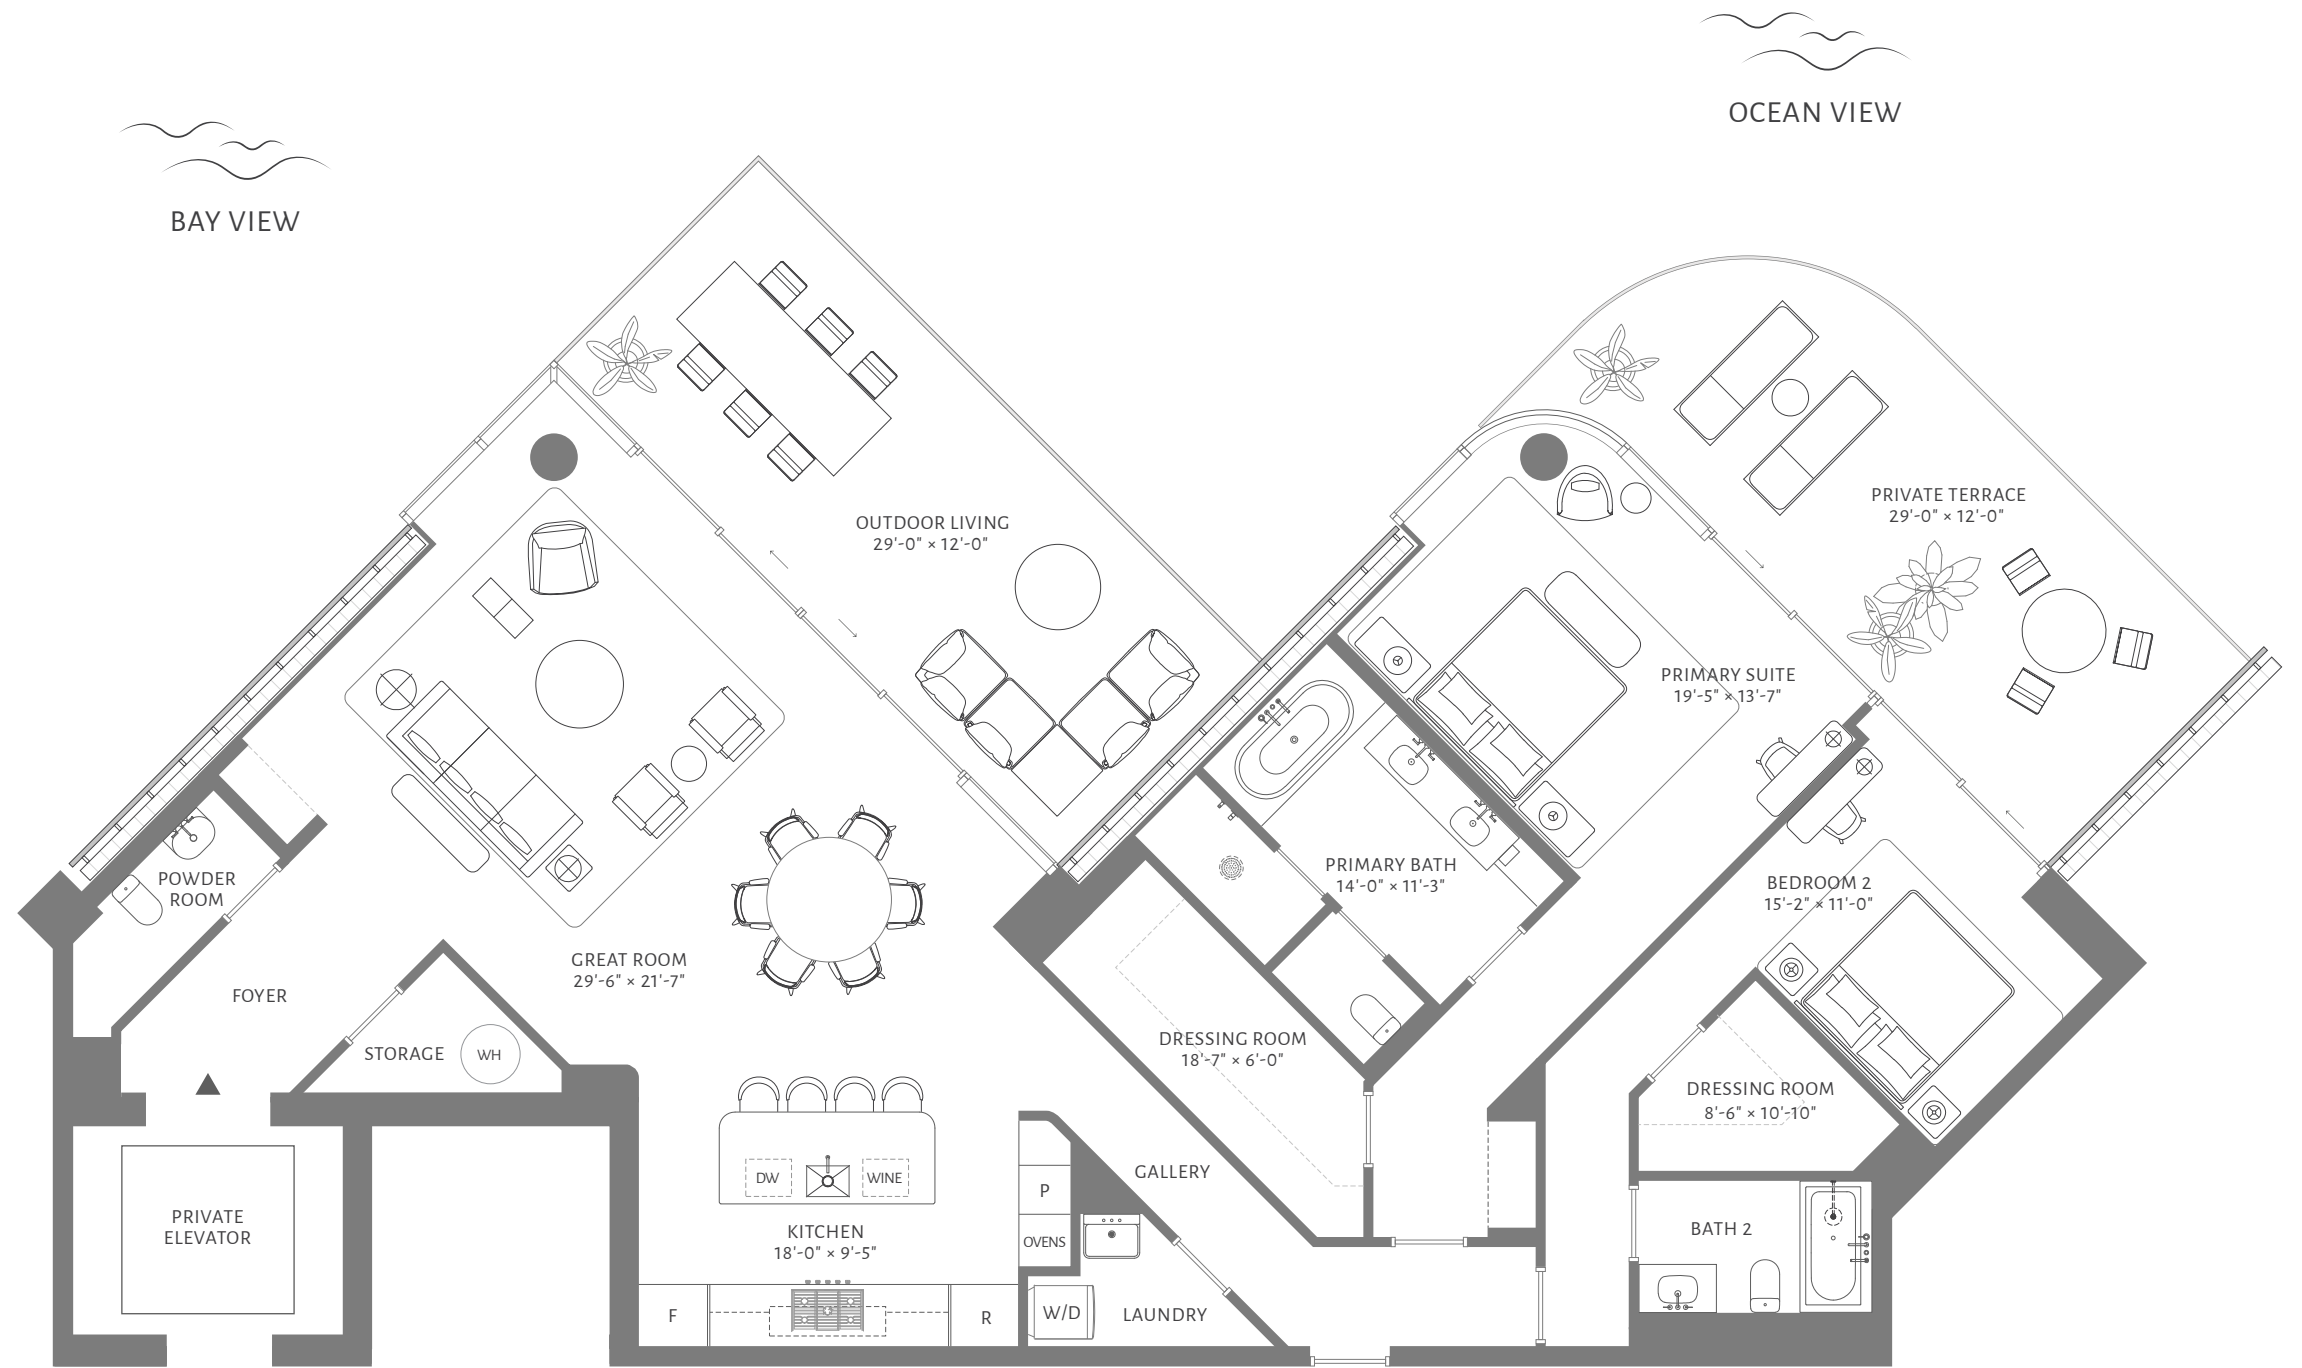 OCEAN VIEW
BAY VIEW
OUTDOOR LIVING
29'-0" × 12'-0"
PRIVATE TERRACE
29'-0" × 12'-0"
PRIMARY SUITE
19'-5" × 13'-7"
POWDER
ROOM
PRIMARY BATH
14'-0" × 11'-3"
BEDROOM 2
15'-2" × 11'-0"
GREAT ROOM
29'-6" × 21'-7"
FOYER
STORAGE
WH
DRESSING ROOM
18'-7" × 6'-0"
DRESSING ROOM
8'-6" × 10'-10"
GALLERY
DW
WINE
P
PRIVATE
ELEVATOR
KITCHEN
18'-0" × 9'-5"
OVENS
BATH 2
F
R
W/D
LAUNDRY